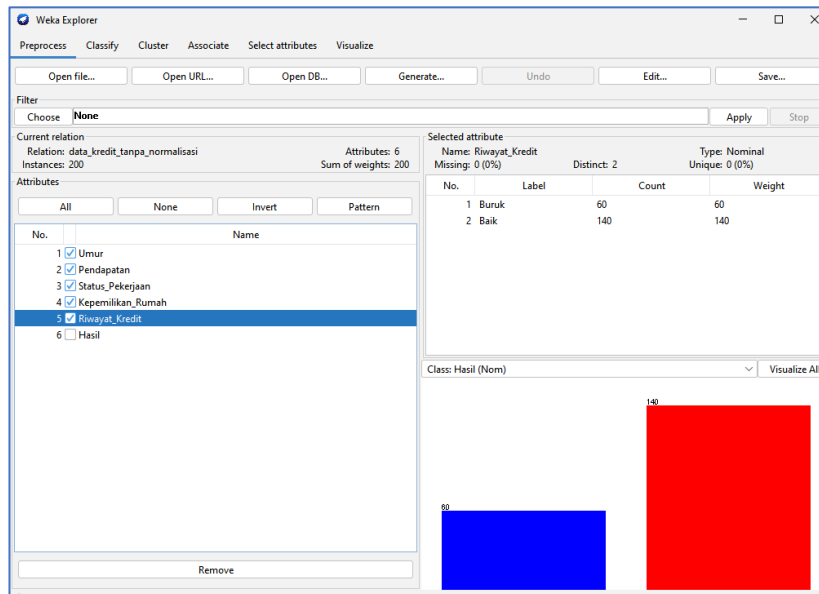 Weka Explorer
Preprocess Classify Cluster Associate Select attributes Visualize
Open file... Open URL... Open DB... Generate... Undo Edit... Save...
Filter
Choose None Apply Stop
Current relation
Relation: data_kredit_tanpa_normalisasi Attributes: 6
Instances: 200 Sum of weights: 200
Attributes
All None Invert Pattern
No. Name
1 Umur
2 Pendapatan
3 Status_Pekerjaan
4 Kepemilikan_Rumah
5 Riwayat_Kredit
6 Hasil
Remove
Selected attribute
Name: Riwayat_Kredit Type: Nominal
Missing: 0 (0%) Distinct: 2 Unique: 0 (0%)
No. Label Count Weight
1 Buruk 60 60
2 Baik 140 140
Class: Hasil (Nom) Visualize All
140
60